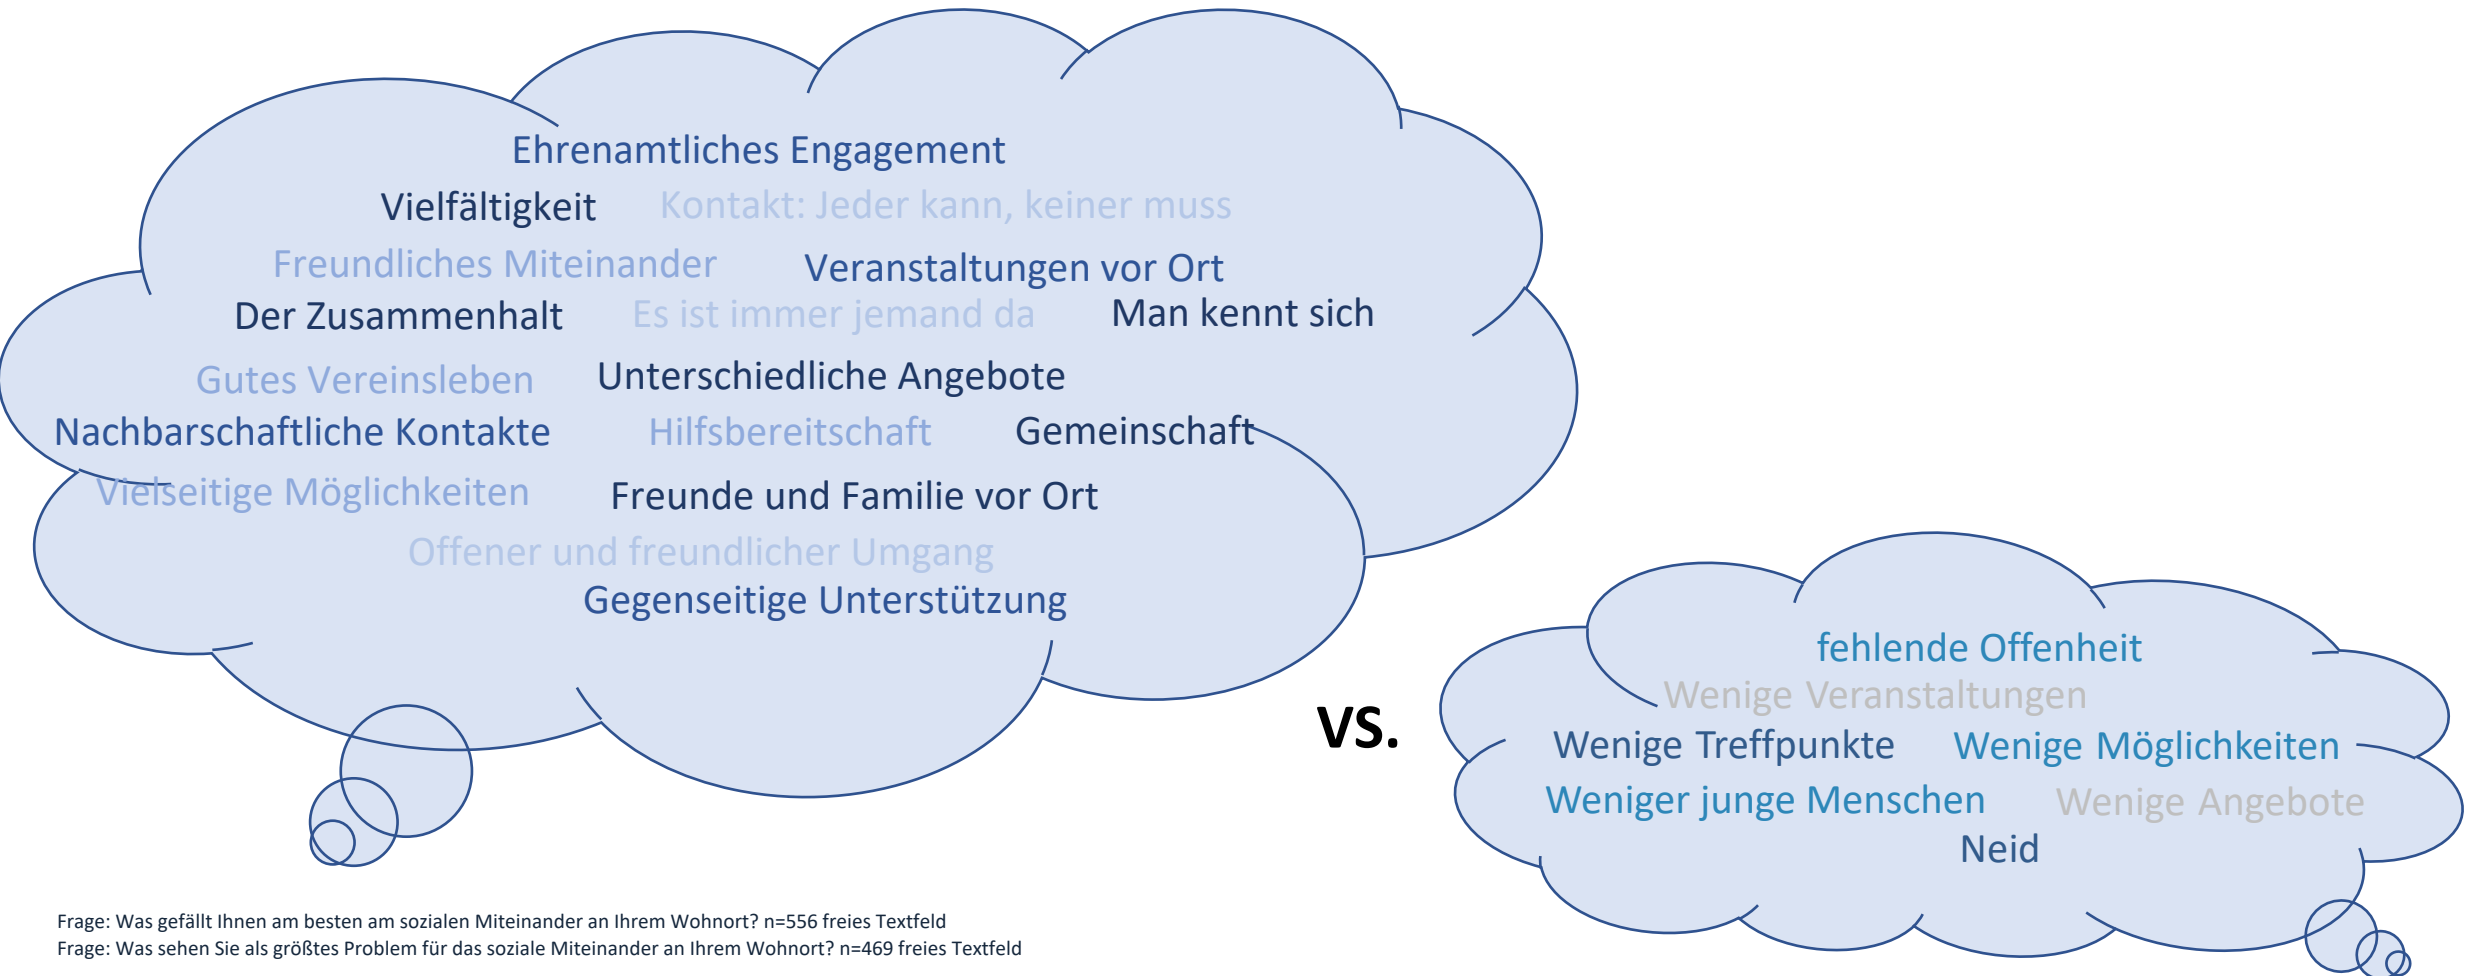 Ehrenamtliches Engagement
Vielfältigkeit Kontakt: Jeder kann, keiner muss
Freundliches Miteinander Veranstaltungen vor Ort
Der Zusammenhalt Es ist immer jemand da Man kennt sich
Gutes Vereinsleben Unterschiedliche Angebote
Nachbarschaftliche Kontakte Hilfsbereitschaft Gemeinschaft
Vielseitige Möglichkeiten Freunde und Familie vor Ort
Offener und freundlicher Umgang
Gegenseitige Unterstützung
vs.
fehlende Offenheit
Wenige Veranstaltungen
Wenige Treffpunkte Wenige Möglichkeiten
Weniger junge Menschen Wenige Angebote
Neid
Frage: Was gefällt Ihnen am besten am sozialen Miteinander an Ihrem Wohnort? n=556 freies Textfeld
Frage: Was sehen Sie als größtes Problem für das soziale Miteinander an Ihrem Wohnort? n=469 freies Textfeld